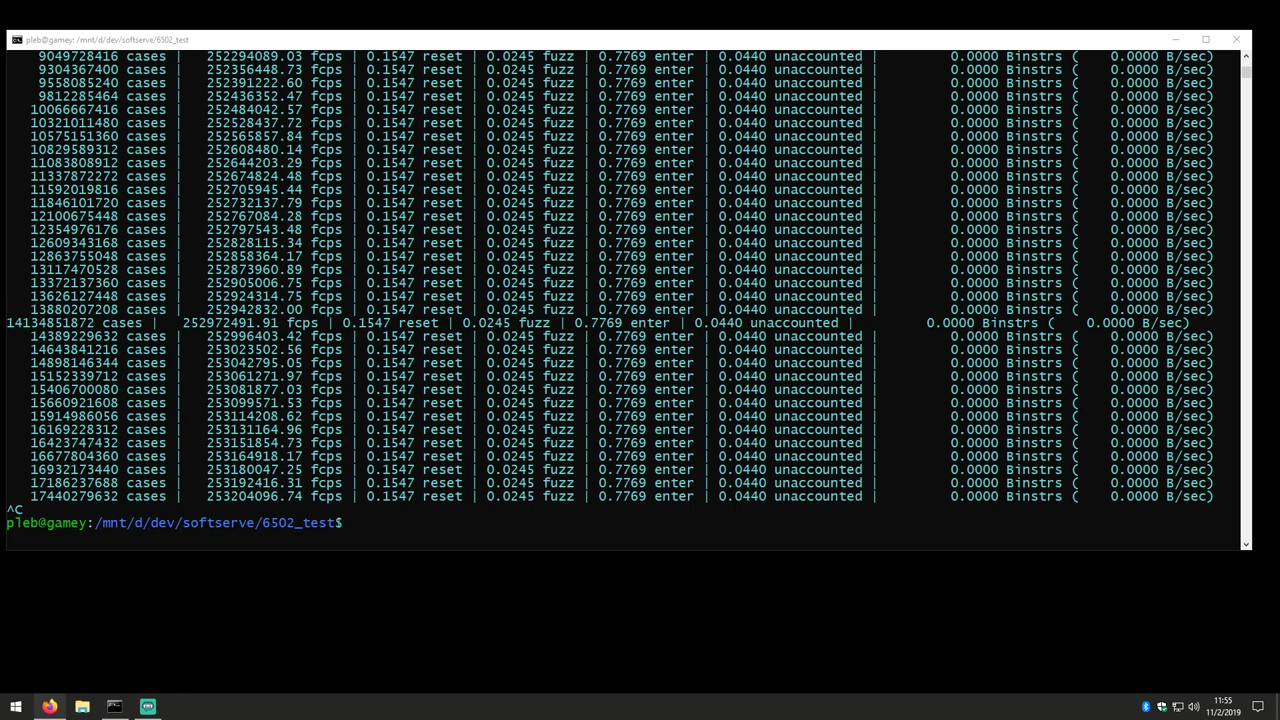 pleb@gamey: /mnt/d/dev/softserve/6502_test
9049728416 cases | 252294089.03 fcps | 0.1547 reset | 0.0245 fuzz | 0.7769 enter | 0.0440 unaccounted | 0.0000 Binstrs ( 0.0000 B/sec)
9304367400 cases | 252356448.73 fcps | 0.1547 reset | 0.0245 fuzz | 0.7769 enter | 0.0440 unaccounted | 0.0000 Binstrs ( 0.0000 B/sec)
9558085240 cases | 252391222.60 fcps | 0.1547 reset | 0.0245 fuzz | 0.7769 enter | 0.0440 unaccounted | 0.0000 Binstrs ( 0.0000 B/sec)
9812285464 cases | 252436352.47 fcps | 0.1547 reset | 0.0245 fuzz | 0.7769 enter | 0.0440 unaccounted | 0.0000 Binstrs ( 0.0000 B/sec)
10066667416 cases | 252484042.57 fcps | 0.1547 reset | 0.0245 fuzz | 0.7769 enter | 0.0440 unaccounted | 0.0000 Binstrs ( 0.0000 B/sec)
10321011480 cases | 252528437.72 fcps | 0.1547 reset | 0.0245 fuzz | 0.7769 enter | 0.0440 unaccounted | 0.0000 Binstrs ( 0.0000 B/sec)
10575151360 cases | 252565857.84 fcps | 0.1547 reset | 0.0245 fuzz | 0.7769 enter | 0.0440 unaccounted | 0.0000 Binstrs ( 0.0000 B/sec)
10829589312 cases | 252608480.14 fcps | 0.1547 reset | 0.0245 fuzz | 0.7769 enter | 0.0440 unaccounted | 0.0000 Binstrs ( 0.0000 B/sec)
11083808912 cases | 252644203.29 fcps | 0.1547 reset | 0.0245 fuzz | 0.7769 enter | 0.0440 unaccounted | 0.0000 Binstrs ( 0.0000 B/sec)
11337872272 cases | 252674824.48 fcps | 0.1547 reset | 0.0245 fuzz | 0.7769 enter | 0.0440 unaccounted | 0.0000 Binstrs ( 0.0000 B/sec)
11592019816 cases | 252705945.44 fcps | 0.1547 reset | 0.0245 fuzz | 0.7769 enter | 0.0440 unaccounted | 0.0000 Binstrs ( 0.0000 B/sec)
11846101720 cases | 252732137.79 fcps | 0.1547 reset | 0.0245 fuzz | 0.7769 enter | 0.0440 unaccounted | 0.0000 Binstrs ( 0.0000 B/sec)
12100675448 cases | 252767084.28 fcps | 0.1547 reset | 0.0245 fuzz | 0.7769 enter | 0.0440 unaccounted | 0.0000 Binstrs ( 0.0000 B/sec)
12354976176 cases | 252797543.48 fcps | 0.1547 reset | 0.0245 fuzz | 0.7769 enter | 0.0440 unaccounted | 0.0000 Binstrs ( 0.0000 B/sec)
12609343168 cases | 252828115.34 fcps | 0.1547 reset | 0.0245 fuzz | 0.7769 enter | 0.0440 unaccounted | 0.0000 Binstrs ( 0.0000 B/sec)
12863755048 cases | 252858364.17 fcps | 0.1547 reset | 0.0245 fuzz | 0.7769 enter | 0.0440 unaccounted | 0.0000 Binstrs ( 0.0000 B/sec)
13117470528 cases | 252873960.89 fcps | 0.1547 reset | 0.0245 fuzz | 0.7769 enter | 0.0440 unaccounted | 0.0000 Binstrs ( 0.0000 B/sec)
13372137360 cases | 252905006.75 fcps | 0.1547 reset | 0.0245 fuzz | 0.7769 enter | 0.0440 unaccounted | 0.0000 Binstrs ( 0.0000 B/sec)
13626127448 cases | 252924314.75 fcps | 0.1547 reset | 0.0245 fuzz | 0.7769 enter | 0.0440 unaccounted | 0.0000 Binstrs ( 0.0000 B/sec)
13880207208 cases | 252942832.00 fcps | 0.1547 reset | 0.0245 fuzz | 0.7769 enter | 0.0440 unaccounted | 0.0000 Binstrs ( 0.0000 B/sec)
14134851872 cases | 252972491.91 fcps | 0.1547 reset | 0.0245 fuzz | 0.7769 enter | 0.0440 unaccounted | 0.0000 Binstrs ( 0.0000 B/sec)
14389229632 cases | 252996403.42 fcps | 0.1547 reset | 0.0245 fuzz | 0.7769 enter | 0.0440 unaccounted | 0.0000 Binstrs ( 0.0000 B/sec)
14643841216 cases | 253023502.56 fcps | 0.1547 reset | 0.0245 fuzz | 0.7769 enter | 0.0440 unaccounted | 0.0000 Binstrs ( 0.0000 B/sec)
14898146344 cases | 253042795.05 fcps | 0.1547 reset | 0.0245 fuzz | 0.7769 enter | 0.0440 unaccounted | 0.0000 Binstrs ( 0.0000 B/sec)
15152339712 cases | 253061271.97 fcps | 0.1547 reset | 0.0245 fuzz | 0.7769 enter | 0.0440 unaccounted | 0.0000 Binstrs ( 0.0000 B/sec)
15406700080 cases | 253081877.03 fcps | 0.1547 reset | 0.0245 fuzz | 0.7769 enter | 0.0440 unaccounted | 0.0000 Binstrs ( 0.0000 B/sec)
15660921608 cases | 253099571.53 fcps | 0.1547 reset | 0.0245 fuzz | 0.7769 enter | 0.0440 unaccounted | 0.0000 Binstrs ( 0.0000 B/sec)
15914986056 cases | 253114208.62 fcps | 0.1547 reset | 0.0245 fuzz | 0.7769 enter | 0.0440 unaccounted | 0.0000 Binstrs ( 0.0000 B/sec)
16169228312 cases | 253131164.96 fcps | 0.1547 reset | 0.0245 fuzz | 0.7769 enter | 0.0440 unaccounted | 0.0000 Binstrs ( 0.0000 B/sec)
16423747432 cases | 253151854.73 fcps | 0.1547 reset | 0.0245 fuzz | 0.7769 enter | 0.0440 unaccounted | 0.0000 Binstrs ( 0.0000 B/sec)
16677804360 cases | 253164918.17 fcps | 0.1547 reset | 0.0245 fuzz | 0.7769 enter | 0.0440 unaccounted | 0.0000 Binstrs ( 0.0000 B/sec)
16932173440 cases | 253180047.25 fcps | 0.1547 reset | 0.0245 fuzz | 0.7769 enter | 0.0440 unaccounted | 0.0000 Binstrs ( 0.0000 B/sec)
17186237688 cases | 253192416.31 fcps | 0.1547 reset | 0.0245 fuzz | 0.7769 enter | 0.0440 unaccounted | 0.0000 Binstrs ( 0.0000 B/sec)
17440279632 cases | 253204096.74 fcps | 0.1547 reset | 0.0245 fuzz | 0.7769 enter | 0.0440 unaccounted | 0.0000 Binstrs ( 0.0000 B/sec)
^C
pleb@gamey:/mnt/d/dev/softserve/6502_test$
11:55
11/2/2019